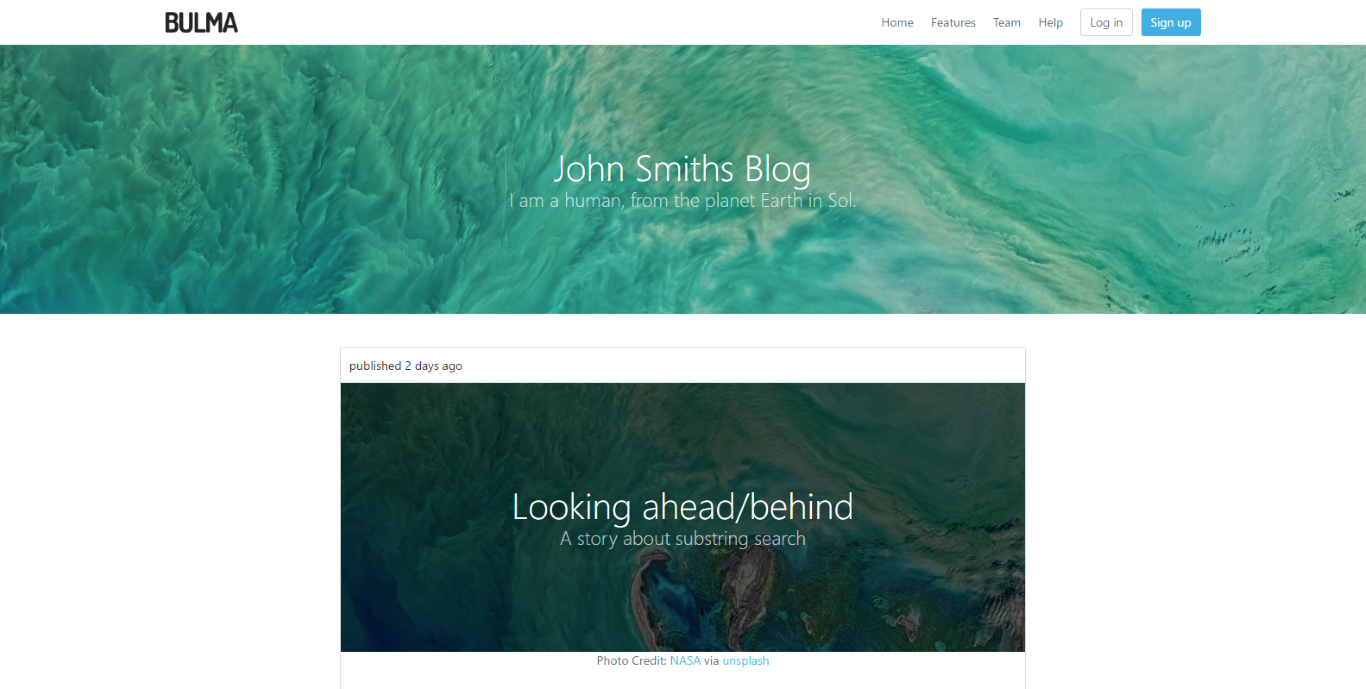 BULMA Home Features Team Help Log in Sign up
John Smiths Blog
I am a human, from the planet Earth in Sol.
published 2 days ago
Looking ahead/behind
A story about substring search
Photo Credit: NASA via unsplash